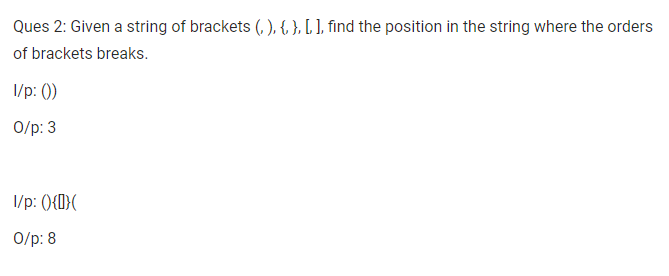 Ques 2: Given a string of brackets (, ), {, }, [, ], find the position in the string where the orders
of brackets breaks.
I/p: ())
O/p: 3
I/p: (){[]}(
O/p: 8